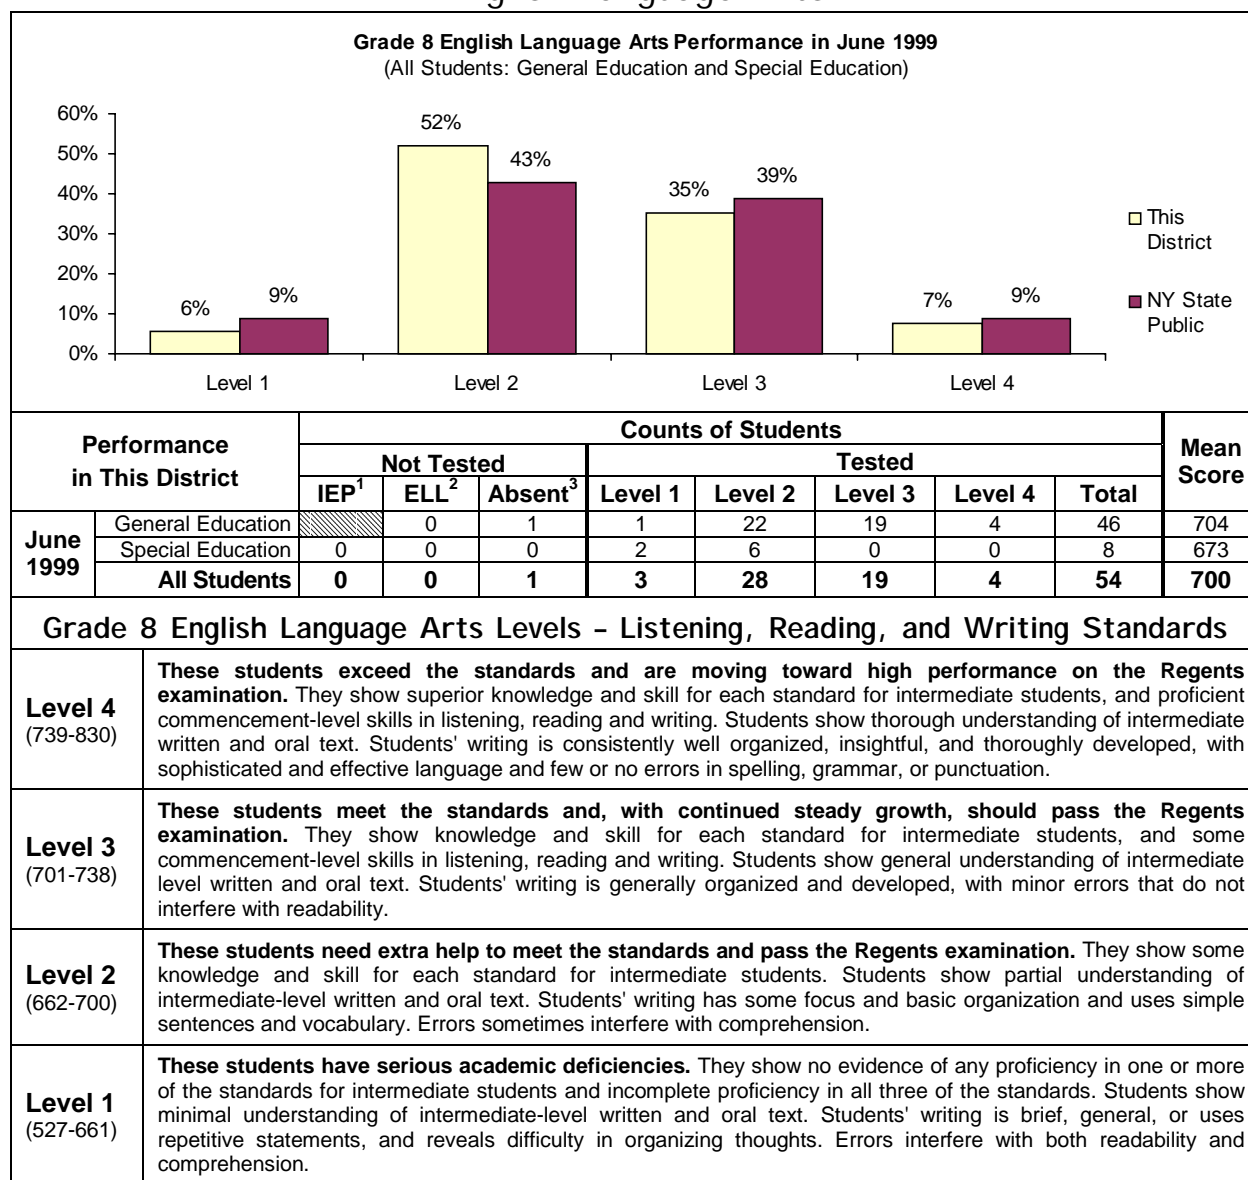 Grade 8 English Language Arts Performance in June 1999
(All Students: General Education and Special Education)
60%
50%
40%
30%
20%
10%
0%
6%
9%
52%
43%
35%
39%
7%
9%
Level 1
Level 2
Level 3
Level 4
This
District
NY State
Public
Performance
in This District
Counts of Students
Mean
Score
Not Tested
Tested
IEP1 ELL2 Absent3 Level 1 Level 2 Level 3 Level 4 Total
June
1999
General Education 0 1 1 22 19 4 46 704
Special Education 0 0 0 2 6 0 0 8 673
All Students 0 0 1 3 28 19 4 54 700
Grade 8 English Language Arts Levels – Listening, Reading, and Writing Standards
Level 4
(739-830)
These students exceed the standards and are moving toward high performance on the Regents
examination. They show superior knowledge and skill for each standard for intermediate students, and proficient
commencement-level skills in listening, reading and writing. Students show thorough understanding of intermediate
written and oral text. Students' writing is consistently well organized, insightful, and thoroughly developed, with
sophisticated and effective language and few or no errors in spelling, grammar, or punctuation.
Level 3
(701-738)
These students meet the standards and, with continued steady growth, should pass the Regents
examination. They show knowledge and skill for each standard for intermediate students, and some
commencement-level skills in listening, reading and writing. Students show general understanding of intermediate
level written and oral text. Students' writing is generally organized and developed, with minor errors that do not
interfere with readability.
Level 2
(662-700)
These students need extra help to meet the standards and pass the Regents examination. They show some
knowledge and skill for each standard for intermediate students. Students show partial understanding of
intermediate-level written and oral text. Students' writing has some focus and basic organization and uses simple
sentences and vocabulary. Errors sometimes interfere with comprehension.
Level 1
(527-661)
These students have serious academic deficiencies. They show no evidence of any proficiency in one or more
of the standards for intermediate students and incomplete proficiency in all three of the standards. Students show
minimal understanding of intermediate-level written and oral text. Students' writing is brief, general, or uses
repetitive statements, and reveals difficulty in organizing thoughts. Errors interfere with both readability and
comprehension.